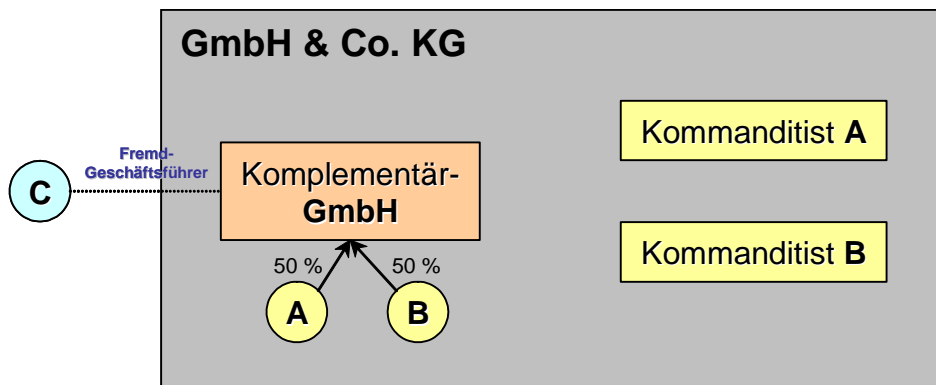 GmbH & Co. KG
Kommanditist A
Fremd-
Geschäftsführer
C
Komplementär-
GmbH
Kommanditist B
50 %
50 %
A
B